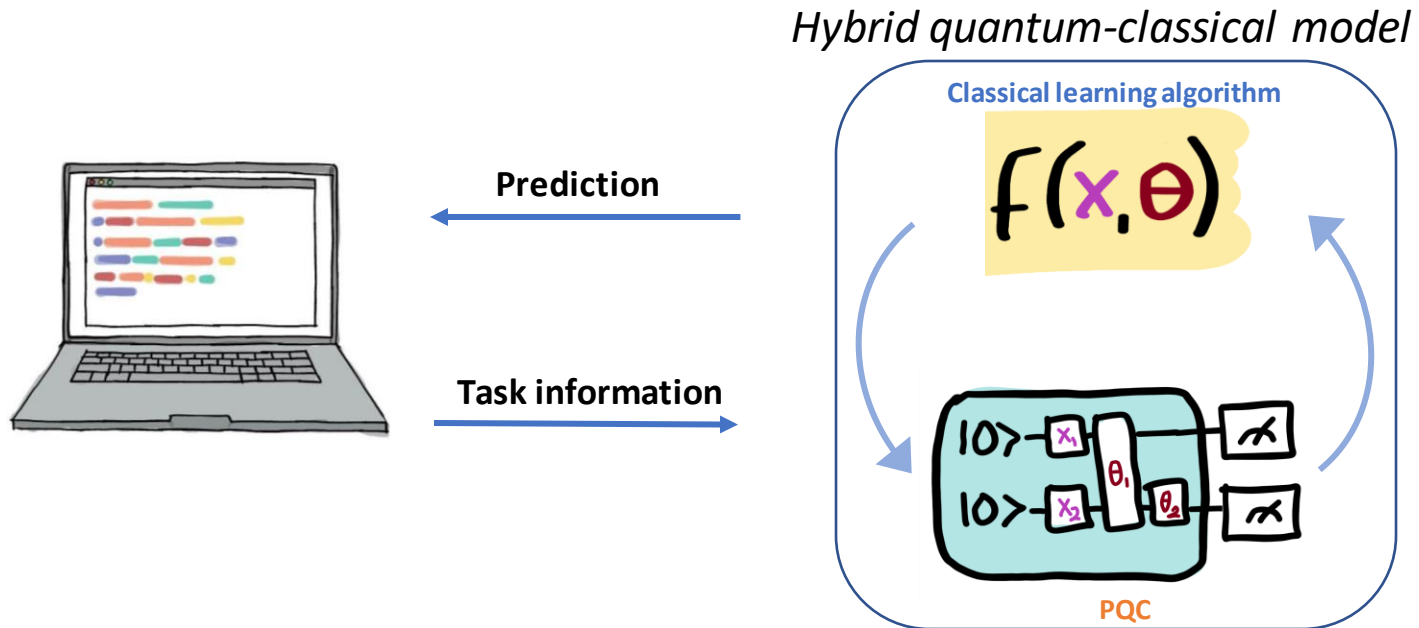 Hybrid quantum-classical model
Classical learning algorithm
f(x,θ)
Prediction
Task information
|0> x₁ θ₁
|0> x₂ θ₂
PQC